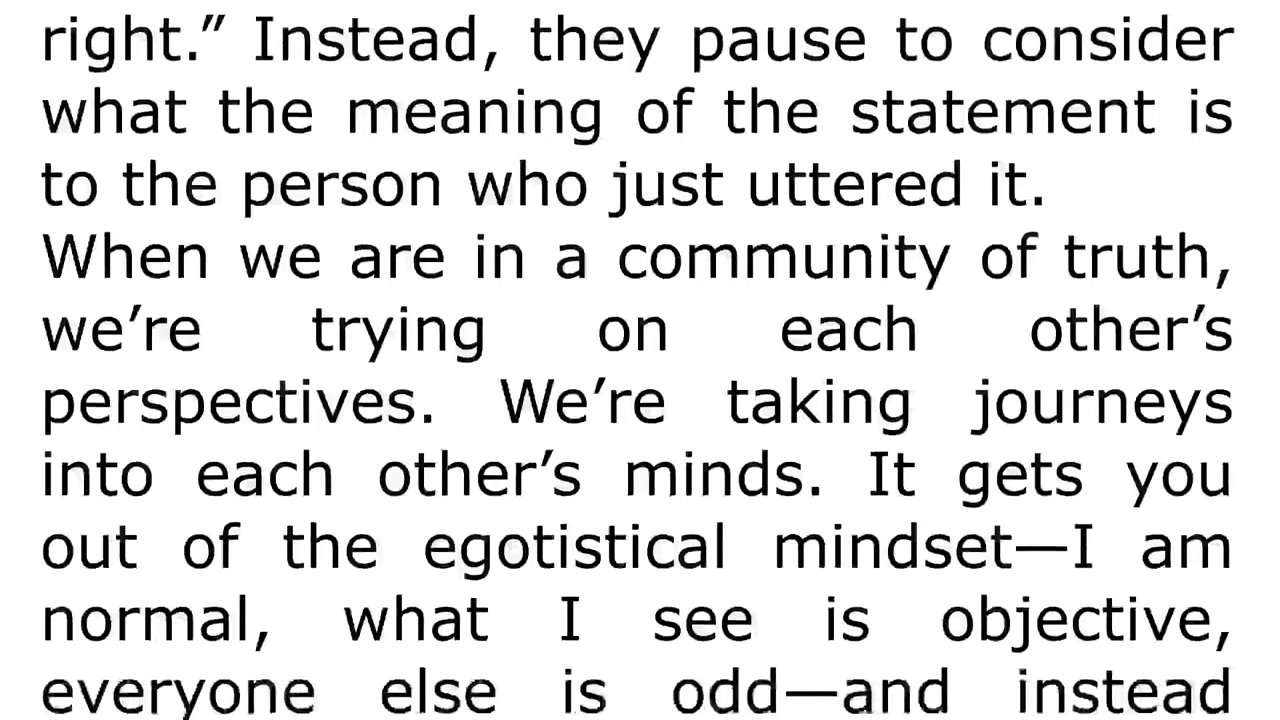 right.” Instead, they pause to consider
what the meaning of the statement is
to the person who just uttered it.
When we are in a community of truth,
we’re trying on each other’s
perspectives. We’re taking journeys
into each other’s minds. It gets you
out of the egotistical mindset—I am
normal, what I see is objective,
everyone else is odd—and instead